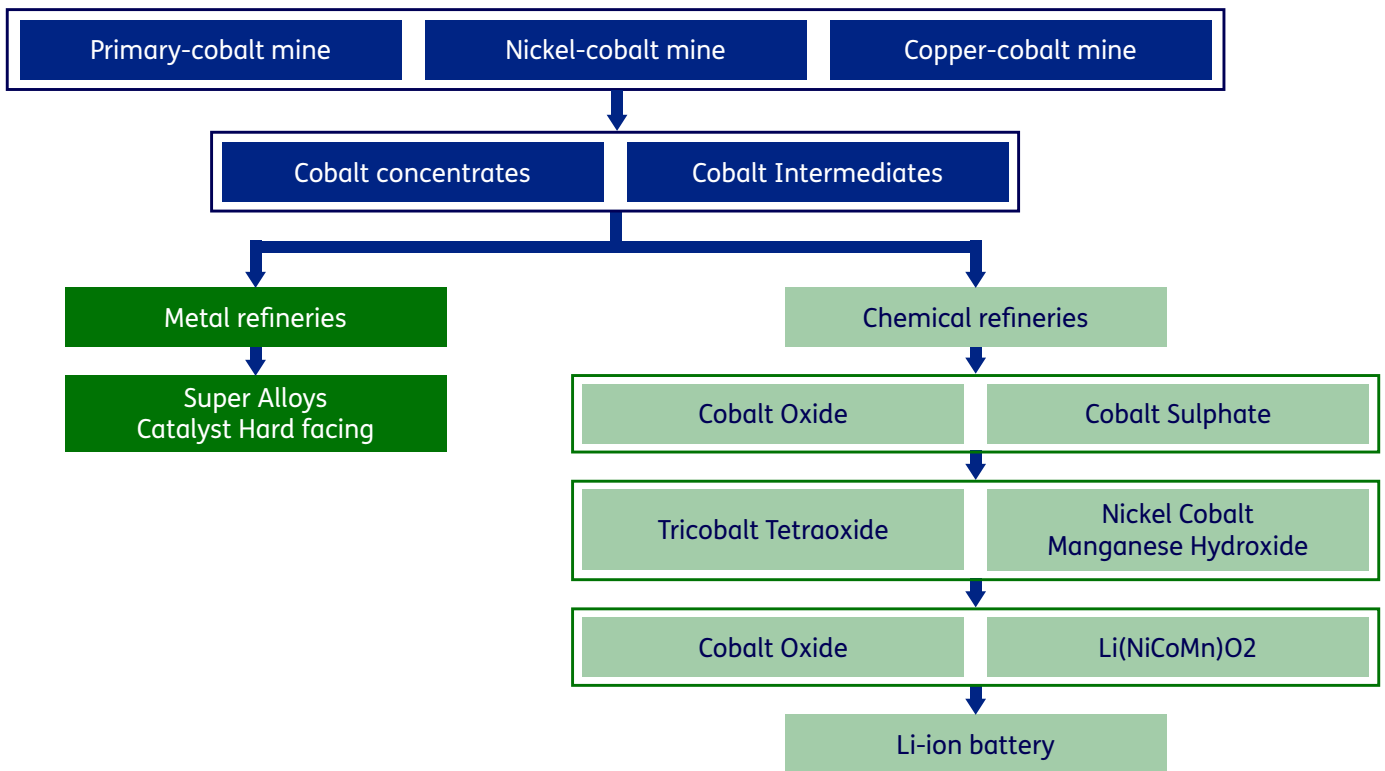 Primary-cobalt mine
Nickel-cobalt mine
Copper-cobalt mine
Cobalt concentrates
Cobalt Intermediates
Metal refineries
Chemical refineries
Super Alloys
Catalyst Hard facing
Cobalt Oxide
Cobalt Sulphate
Tricobalt Tetraoxide
Nickel Cobalt
Manganese Hydroxide
Cobalt Oxide
Li(NiCoMn)O2
Li-ion battery